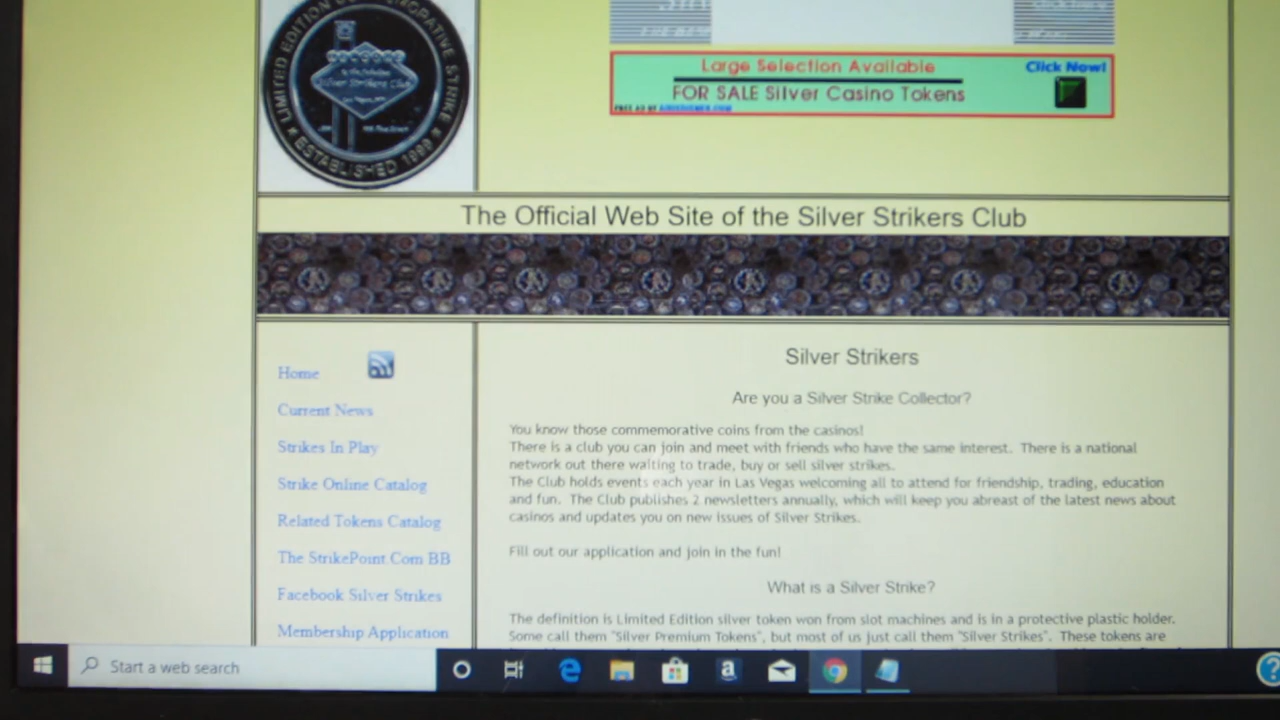 LIMITED EDITION COMMEMORATIVE STRIKE
Silver Strikers Club
ESTABLISHED 1999
Large Selection Available
Click Now!
FOR SALE Silver Casino Tokens
The Official Web Site of the Silver Strikers Club
Home
Current News
Strikes In Play
Strike Online Catalog
Related Tokens Catalog
The StrikePoint.Com BB
Facebook Silver Strikes
Membership Application
Silver Strikers
Are you a Silver Strike Collector?
You know those commemorative coins from the casinos!
There is a club you can join and meet with friends who have the same interest. There is a national
network out there waiting to trade, buy or sell silver strikes.
The Club holds events each year in Las Vegas welcoming all to attend for friendship, trading, education
and fun. The Club publishes 2 newsletters annually, which will keep you abreast of the latest news about
casinos and updates you on new issues of Silver Strikes.
Fill out our application and join in the fun!
What is a Silver Strike?
The definition is Limited Edition silver token won from slot machines and is in a protective plastic holder.
Some call them "Silver Premium Tokens", but most of us just call them "Silver Strikes". These tokens are
Start a web search